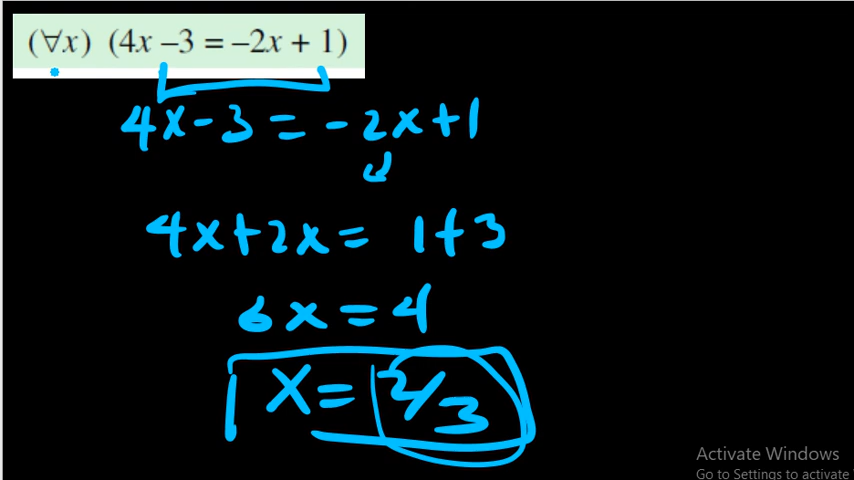 (∀x) (4x –3 = –2x + 1)
4x-3 = -2x+1
4x+2x = 1+3
6x = 4
x = 2/3
Activate Windows
Go to Settings to activate